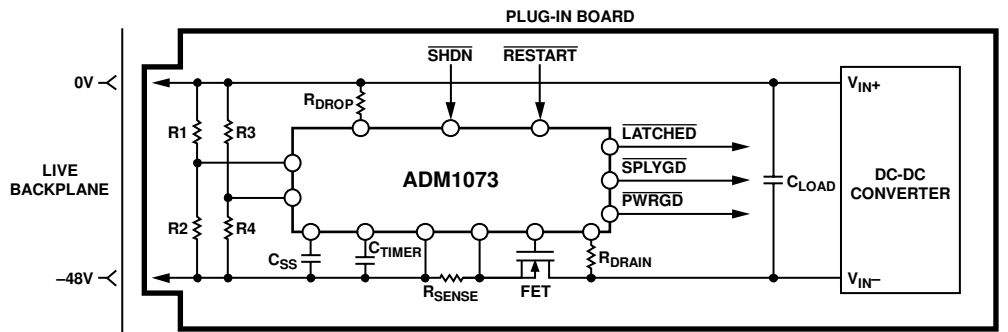 PLUG-IN BOARD
SHDN
RESTART
0V
VIN+
RDROP
R1
R3
LATCHED
LIVE
BACKPLANE
ADM1073
SPLYGD
CLOAD
DC-DC
CONVERTER
PWRGD
R2
R4
CSS
CTIMER
RDRAIN
–48V
RSENSE
FET
VIN–